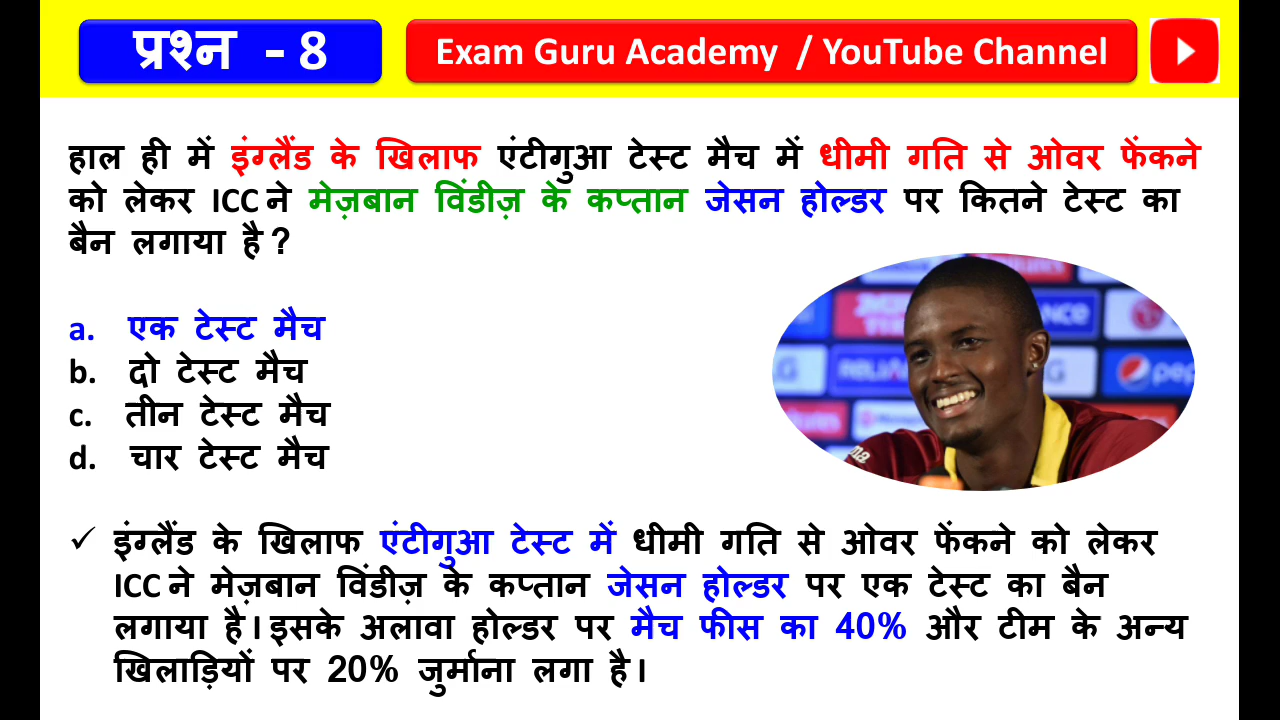 प्रश्न - 8
Exam Guru Academy / YouTube Channel
हाल ही में इंग्लैंड के खिलाफ एंटीगुआ टेस्ट मैच में धीमी गति से ओवर फेंकने
को लेकर ICC ने मेज़बान विंडीज़ के कप्तान जेसन होल्डर पर कितने टेस्ट का
बैन लगाया है ?
a. एक टेस्ट मैच
b. दो टेस्ट मैच
c. तीन टेस्ट मैच
d. चार टेस्ट मैच
pep
✓ इंग्लैंड के खिलाफ एंटीगुआ टेस्ट में धीमी गति से ओवर फेंकने को लेकर
ICC ने मेज़बान विंडीज़ के कप्तान जेसन होल्डर पर एक टेस्ट का बैन
लगाया है। इसके अलावा होल्डर पर मैच फीस का 40% और टीम के अन्य
खिलाड़ियों पर 20% जुर्माना लगा है।